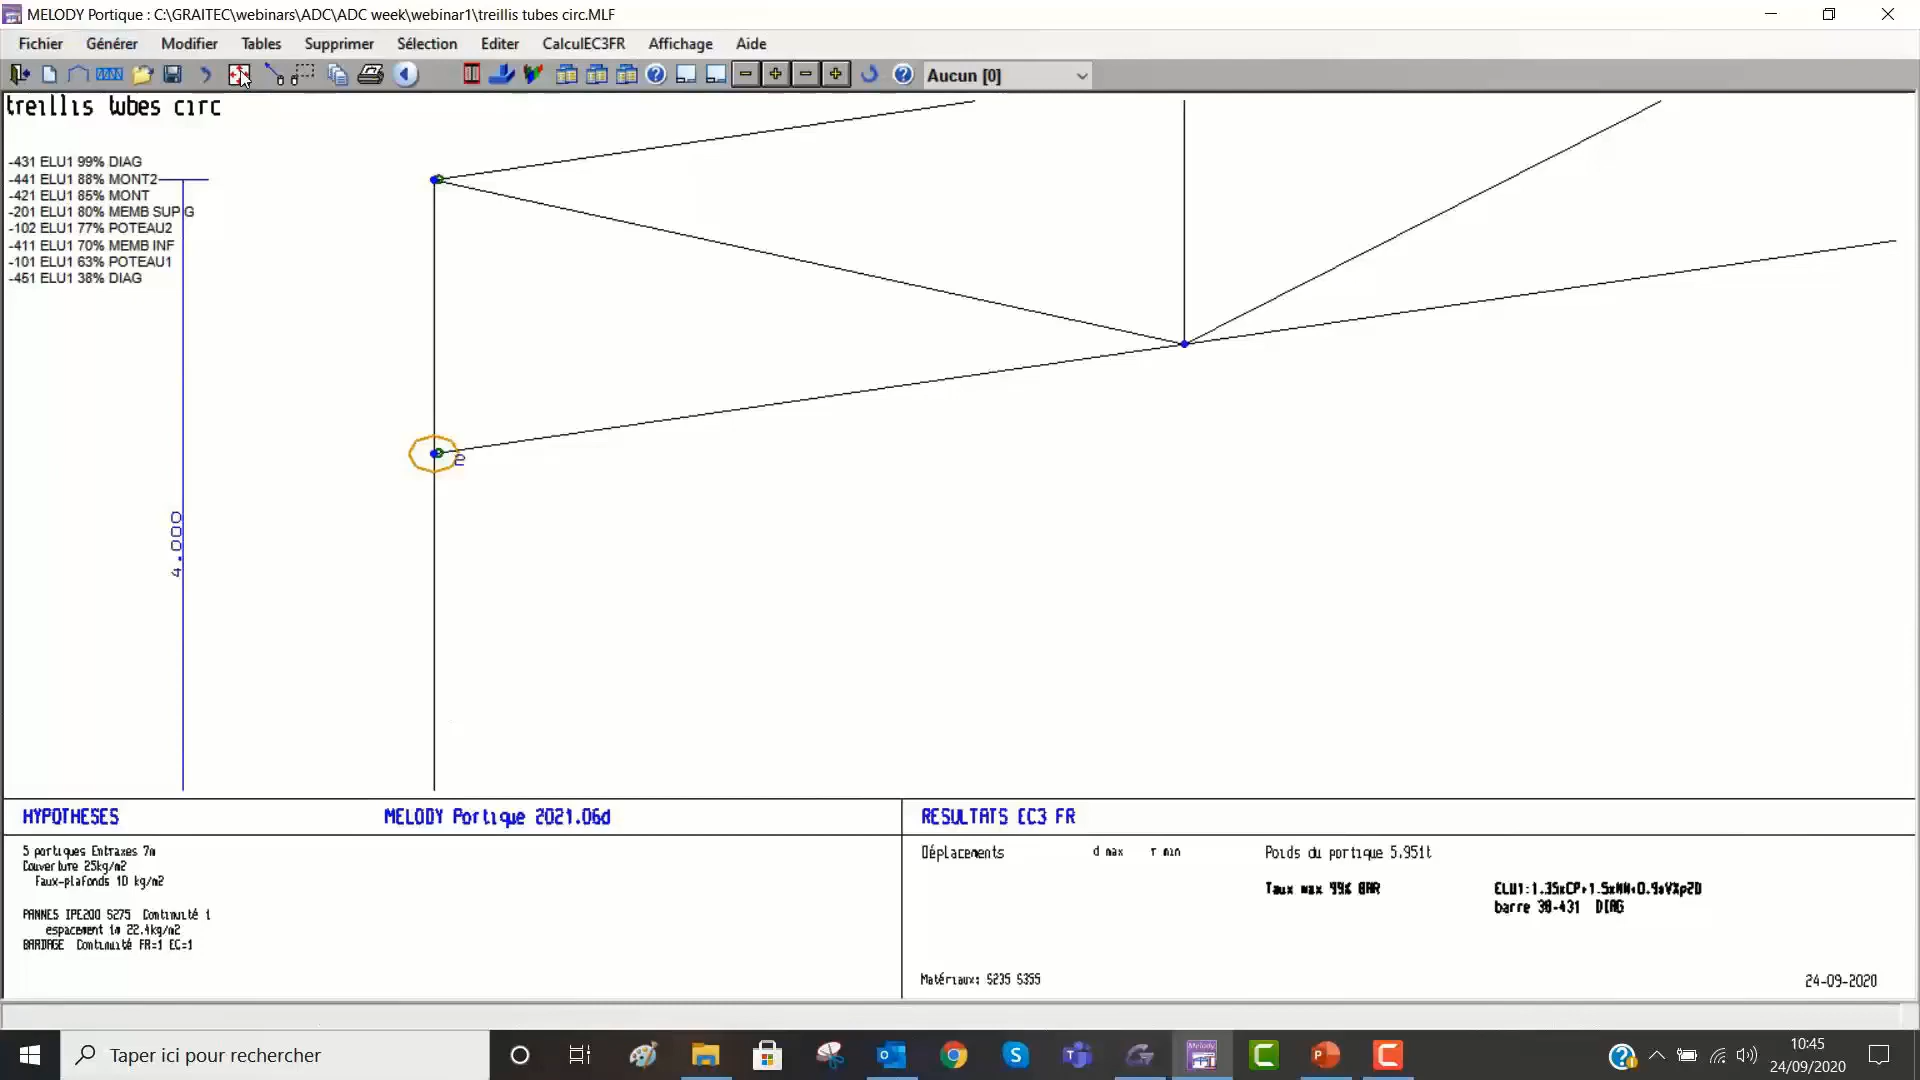 MELODY Portique : C:\GRAITEC\webinars\ADC\ADC week\webinar1\treillis tubes circ.MLF
Fichier Générer Modifier Tables Supprimer Sélection Editer CalculEC3FR Affichage Aide
Aucun [0]
treillis tubes circ
-431 ELU1 99% DIAG
-441 ELU1 88% MONT2
-421 ELU1 85% MONT
-201 ELU1 80% MEMB SUP G
-102 ELU1 77% POTEAU2
-411 ELU1 70% MEMB INF
-101 ELU1 63% POTEAU1
-451 ELU1 38% DIAG
2
4.000
HYPOTHESES MELODY Portique 2021.06d
5 portiques Entraxes 7m
Couverture 25kg/m2
Faux-plafonds 10 kg/m2
PANNES IPE200 S275 Continuité 1
espacement 1m 22.4kg/m2
BARDAGE Continuité FR=1 EC=1
RESULTATS EC3 FR
Déplacements d max r min Poids du portique 5.951t
Taux max 99% BAR
barre 38-431 DIAG
Matériaux: S235 S355
24-09-2020
Taper ici pour rechercher
10:45
24/09/2020